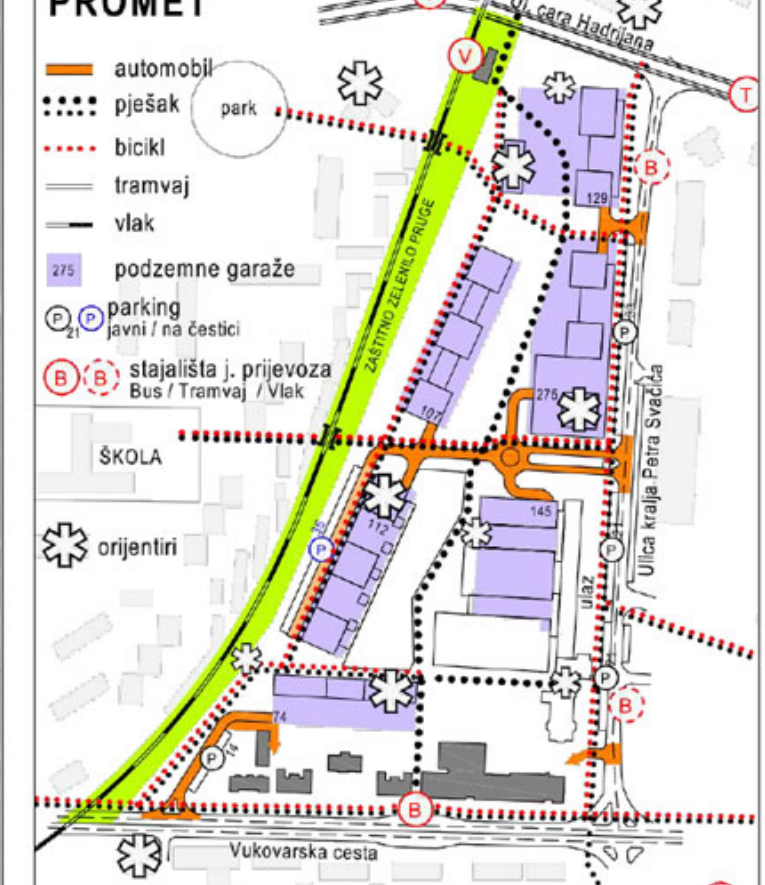 PROMET
ul. cara Hadrijana
automobil
V
park
pješak
T
bicikl
B
tramvaj
129
vlak
ZAŠTITNO ZELENILO PRUGE
275
podzemne garaže
P
21
P
parking
javni / na čestici
P
B
B
stajališta j. prijevoza
Bus / Tramvaj / Vlak
275
107
Ulica kralja Petra Svačića
ŠKOLA
145
112
orijentiri
P
P
ulaz
P
B
74
P
14
B
Vukovarska cesta